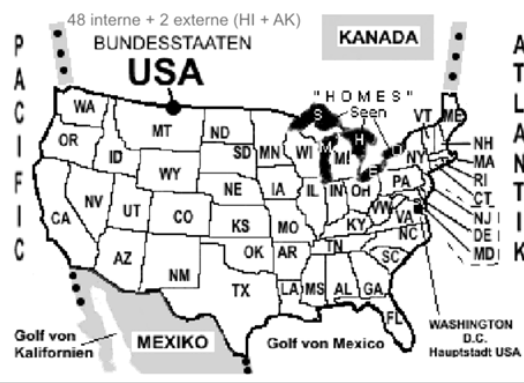 48 interne + 2 externe (HI + AK)
BUNDESSTAATEN
USA
KANADA
PACIFIC
ATLANTIK
"HOMES"
Seen
S
M
H
E
O
WA
OR
CA
ID
NV
AZ
MT
WY
UT
CO
NM
ND
SD
NE
KS
OK
TX
MN
IA
MO
AR
LA
WI
IL
MS
MI
IN
OH
KY
TN
AL
GA
FL
SC
NC
VA
VW
PA
NY
VT
ME
NH
MA
RI
CT
NJ
DE
MD
Golf von
Kalifornien
MEXIKO
Golf von Mexico
WASHINGTON
D.C.
Hauptstadt USA